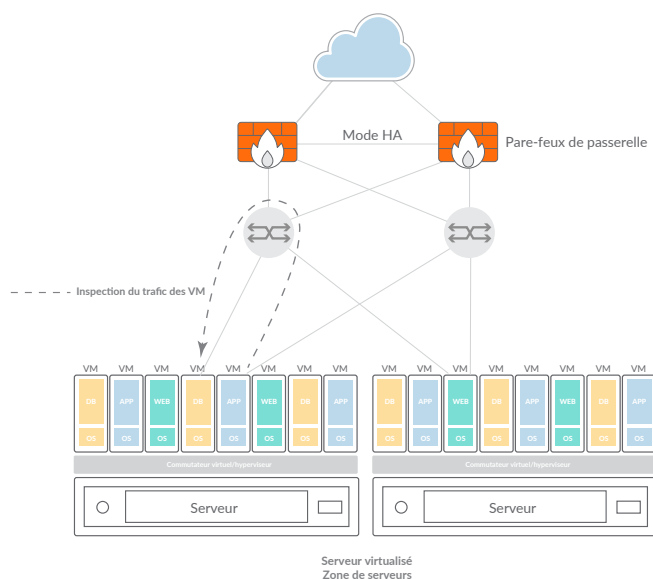 Mode HA
Pare-feux de passerelle
Inspection du trafic des VM
VM VM VM VM VM VM VM VM VM VM VM VM VM VM VM VM
DB APP WEB DB APP WEB DB APP DB APP WEB DB APP WEB DB APP
OS OS OS OS OS OS OS OS OS OS OS OS OS OS OS OS
Commutateur virtuel/hyperviseur Commutateur virtuel/hyperviseur
Serveur Serveur
Serveur virtualisé
Zone de serveurs